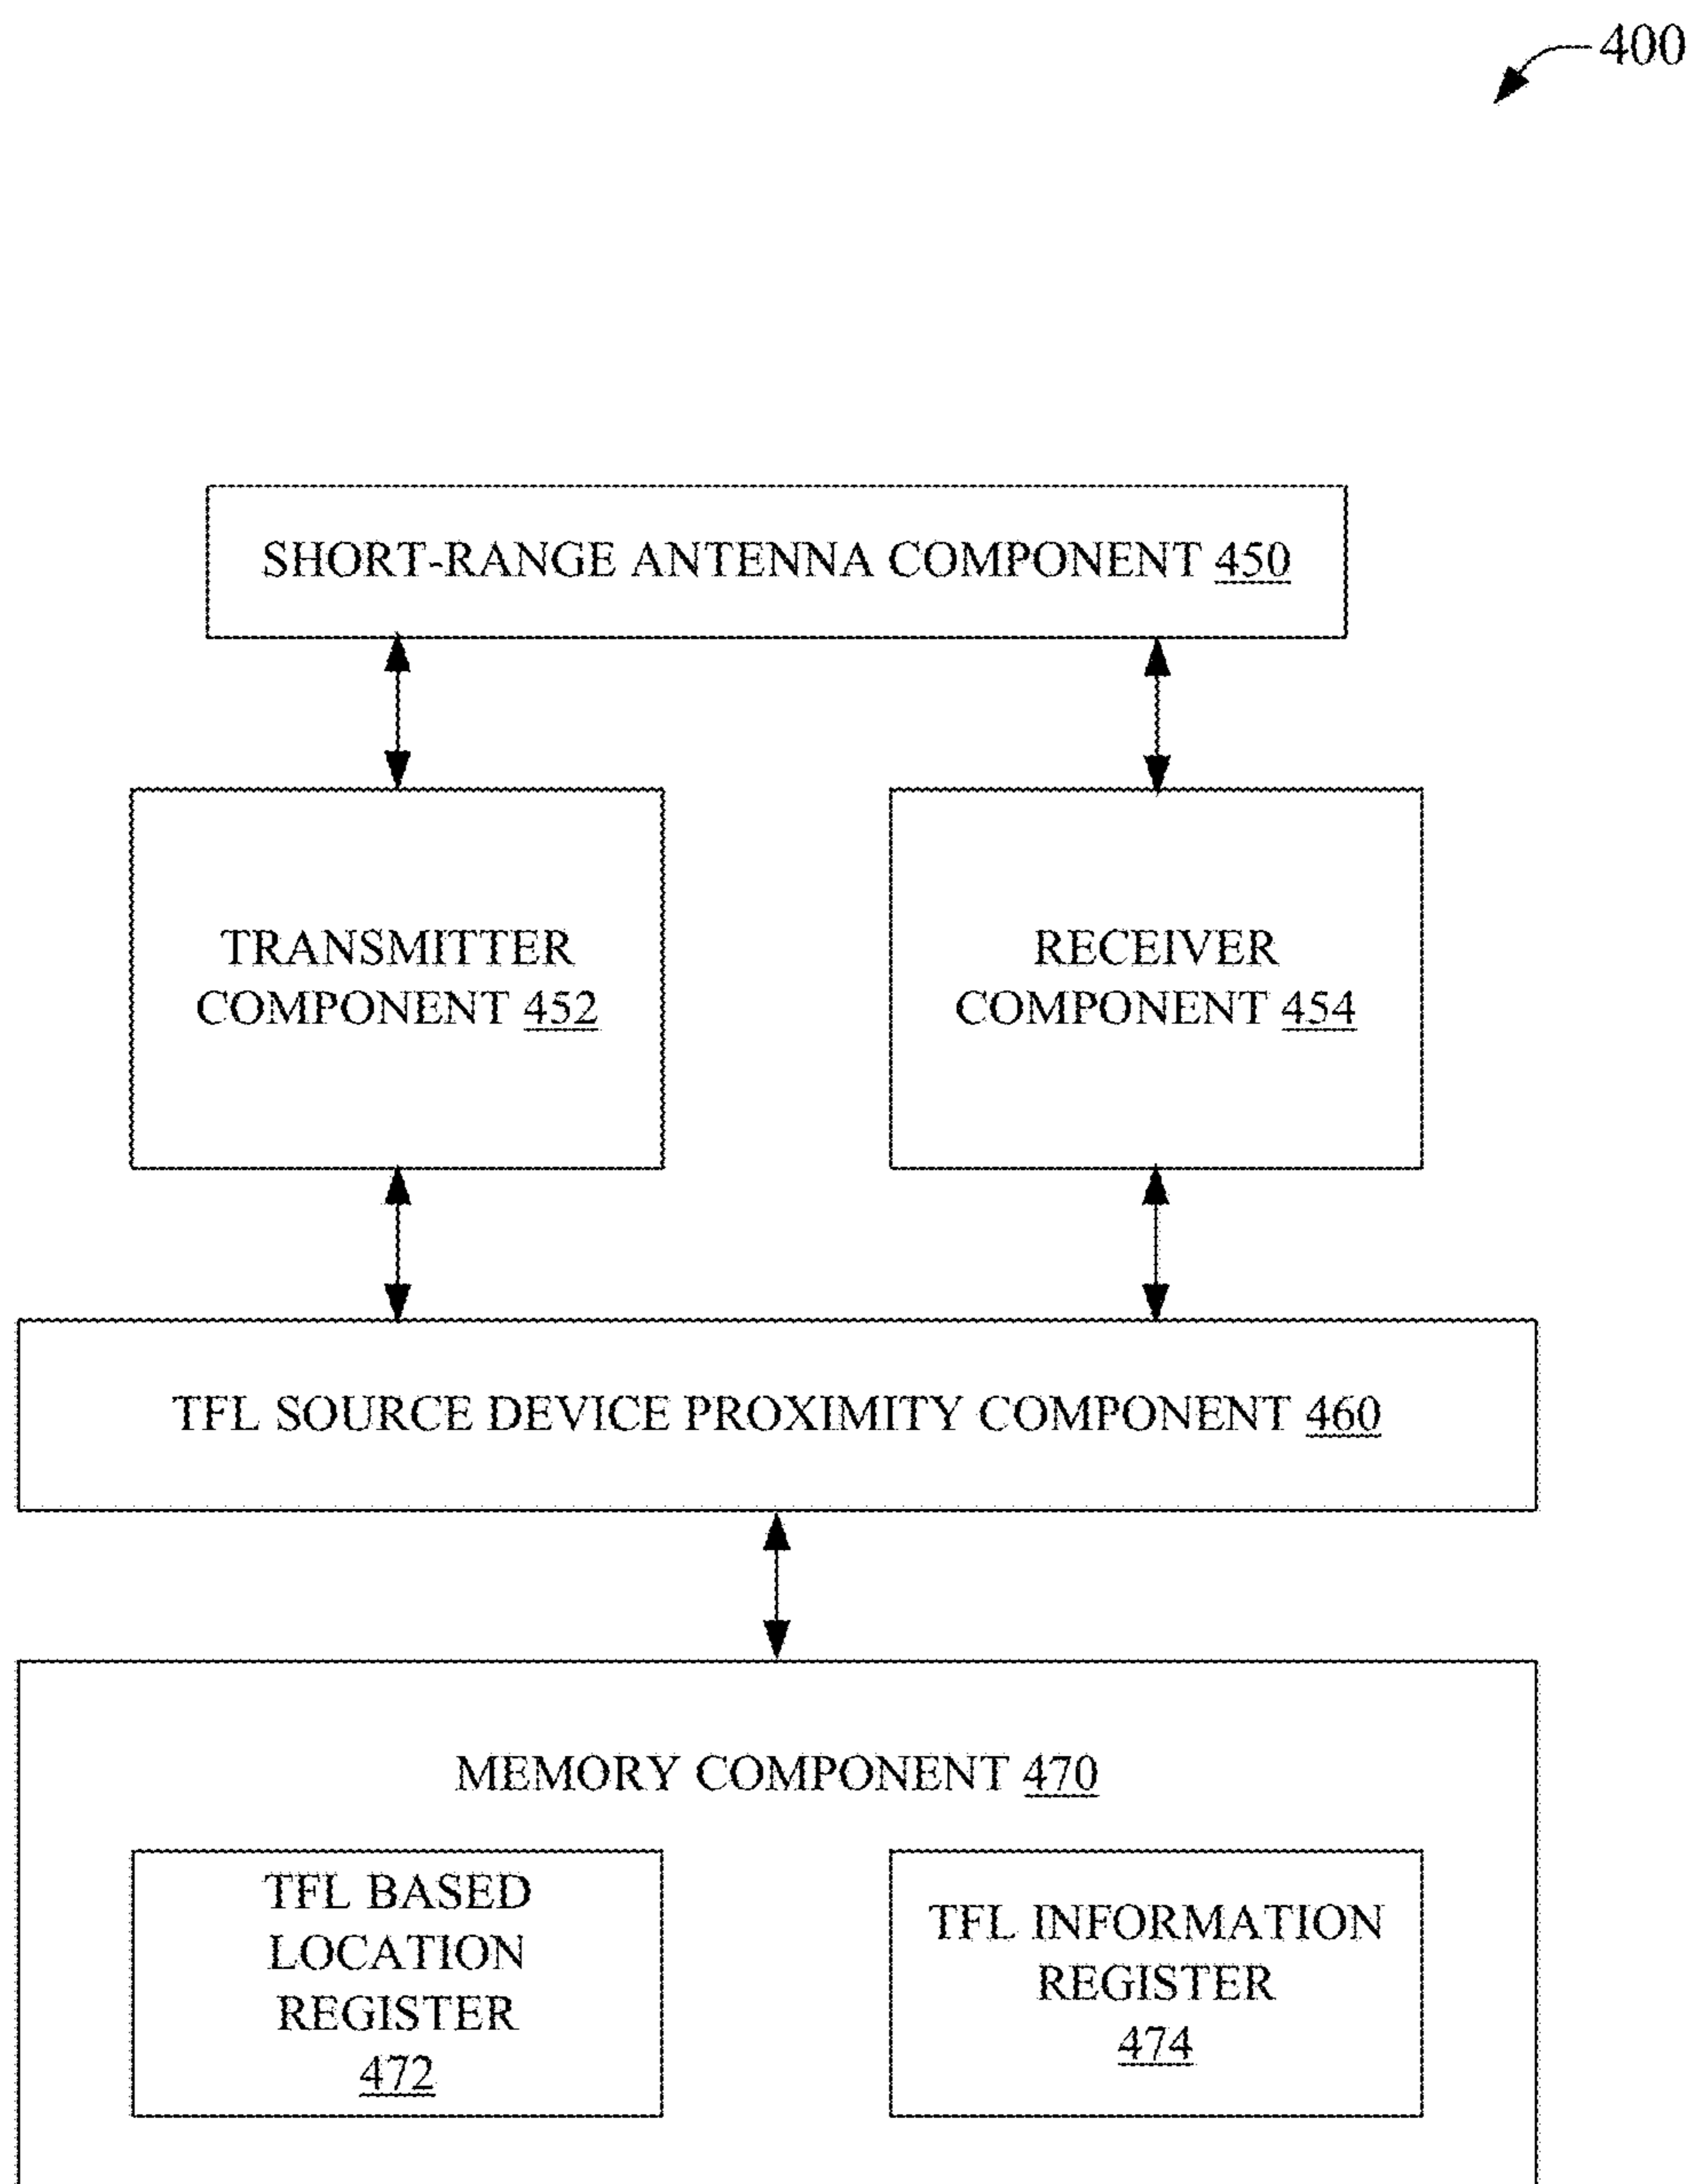 400
SHORT-RANGE ANTENNA COMPONENT 450
TRANSMITTER
COMPONENT 452
RECEIVER
COMPONENT 454
TFL SOURCE DEVICE PROXIMITY COMPONENT 460
MEMORY COMPONENT 470
TFL BASED
LOCATION
REGISTER
472
TFL INFORMATION
REGISTER
474